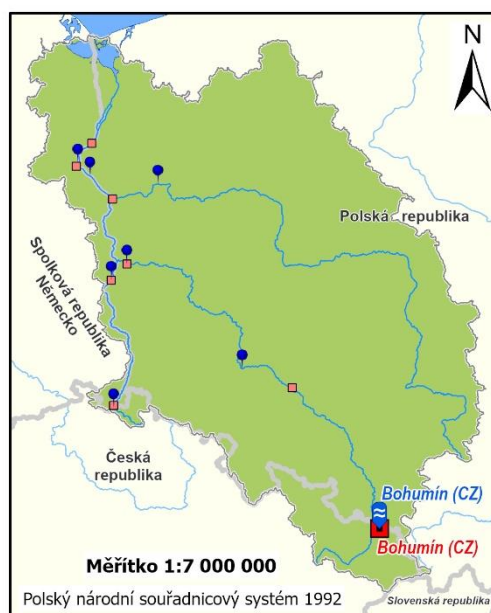 N
Polská republika
Spolková republika
Německo
Česká
republika
Bohumín (CZ)
Bohumín (CZ)
Měřítko 1:7 000 000
Polský národní souřadnicový systém 1992
Slovenská republika